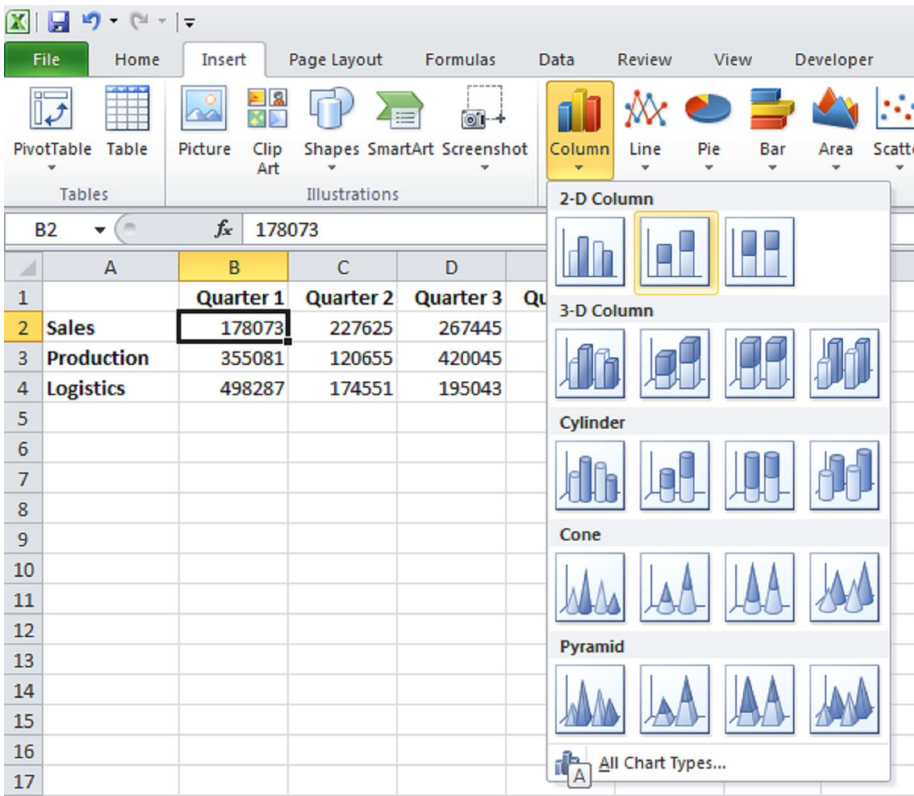 File Home Insert Page Layout Formulas Data Review View Developer
PivotTable Table Picture Clip Art Shapes SmartArt Screenshot Column Line Pie Bar Area Scatt
Tables Illustrations
B2 fx 178073
2-D Column
A B C D
1 Quarter 1 Quarter 2 Quarter 3 Qu
2 Sales 178073 227625 267445
3 Production 355081 120655 420045
4 Logistics 498287 174551 195043
5
6
7
8
9
10
11
12
13
14
15
16
17
3-D Column
Cylinder
Cone
Pyramid
All Chart Types...
A